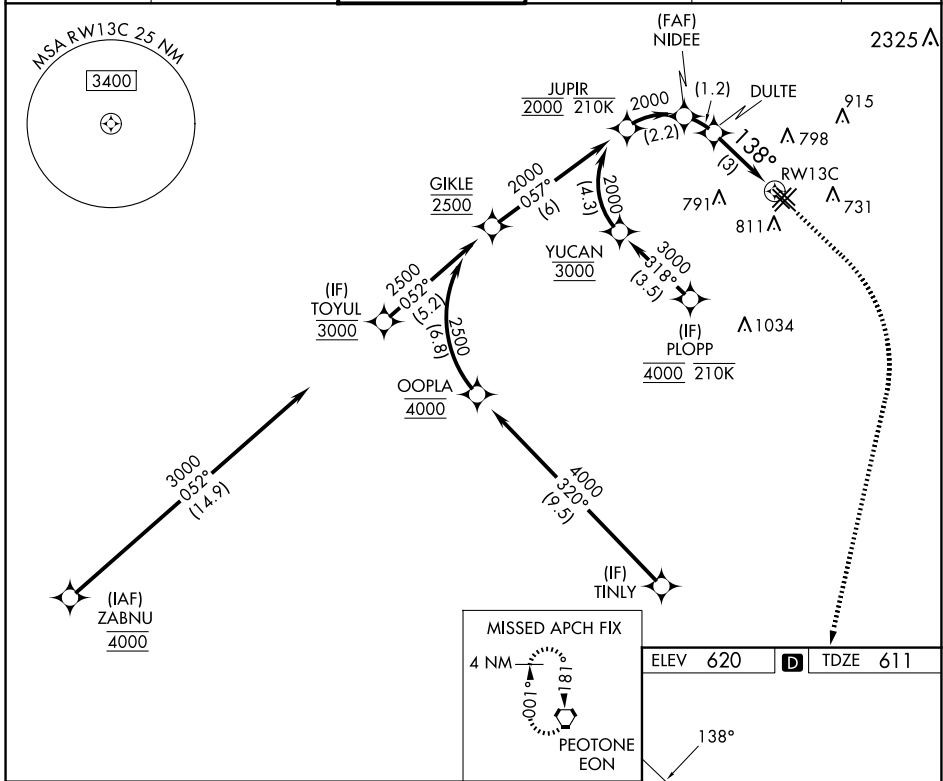 MSA RW13C 25 NM
3400
(FAF)
NIDEE
2325
JUPIR
2000 210K
2000
(2.2)
(1.2)
DULTE
915
798
138°
(3)
RW13C
791
811
731
GIKLE
2500
2000
057°
(6)
2000
(4.3)
YUCAN
3000
3000
318°
(3.5)
(IF)
TOYUL
3000
2500
052°
(5.2)
2500
(6.8)
(IF)
PLOPP
4000 210K
1034
OOPLA
4000
3000
052°
(14.9)
4000
320°
(9.5)
(IAF)
ZABNU
4000
(IF)
TINLY
MISSED APCH FIX
4 NM
001°
181°
PEOTONE
EON
ELEV 620 D TDZE 611
138°